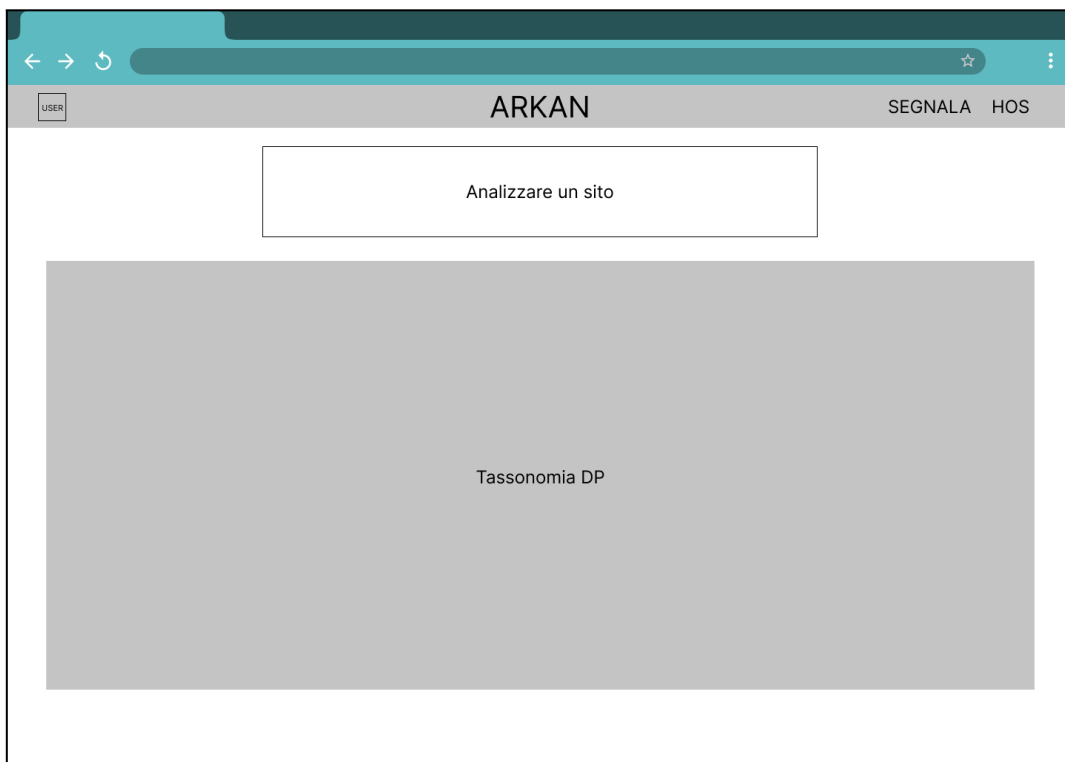 USER
ARKAN
SEGNALA HOS
Analizzare un sito
Tassonomia DP